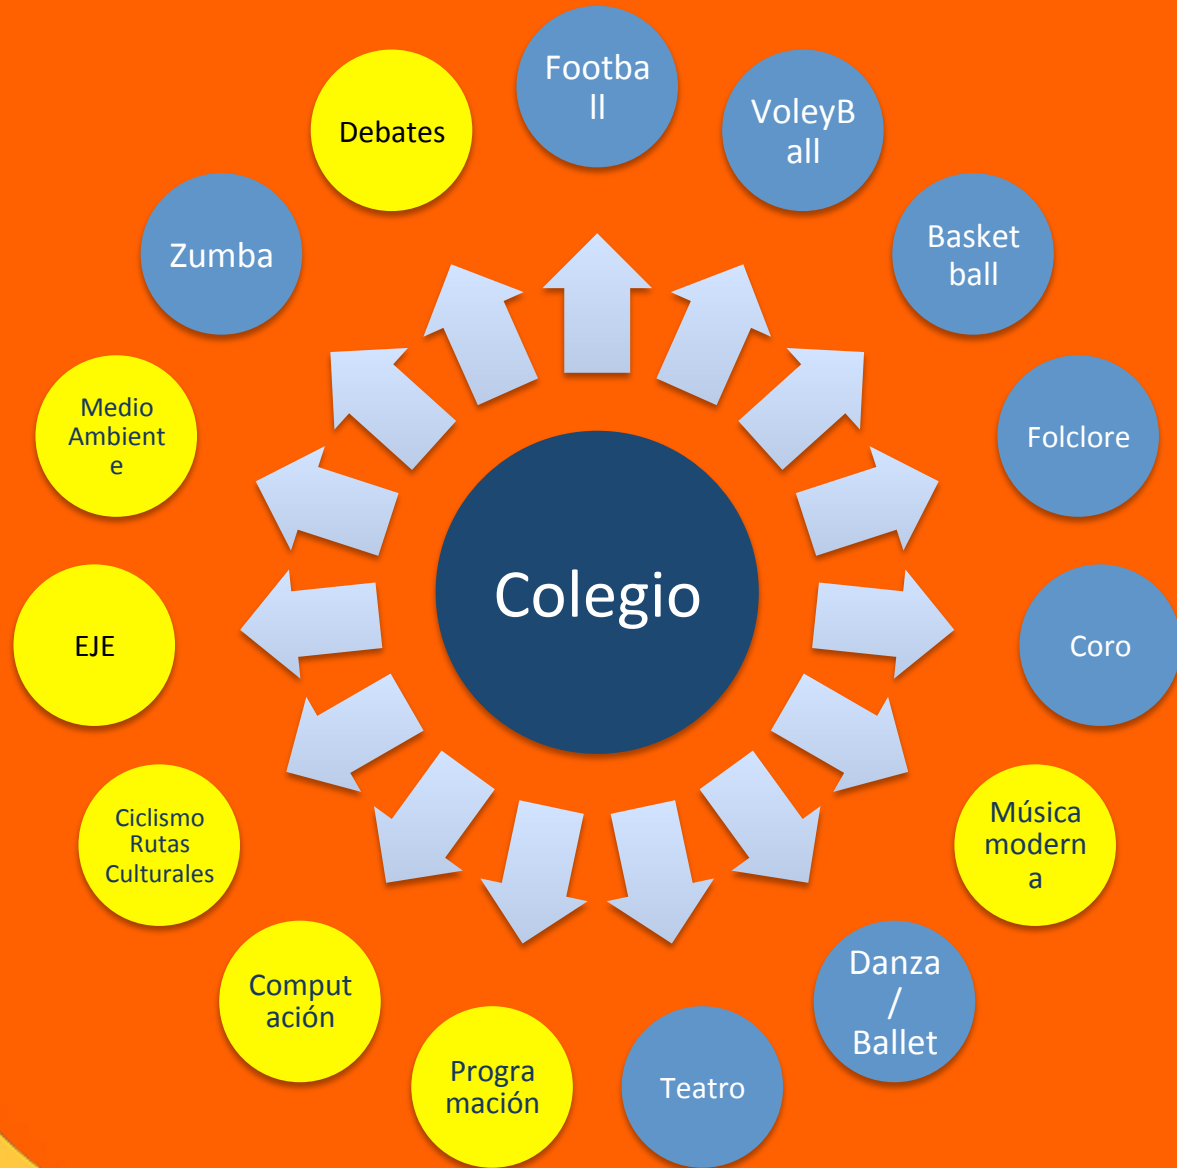 Footba
ll
VoleyB
all
Basket
ball
Folclore
Coro
Música
modern
a
Danza
/
Ballet
Teatro
Progra
mación
Comput
ación
Ciclismo
Rutas
Culturales
EJE
Medio
Ambient
e
Zumba
Debates
Colegio